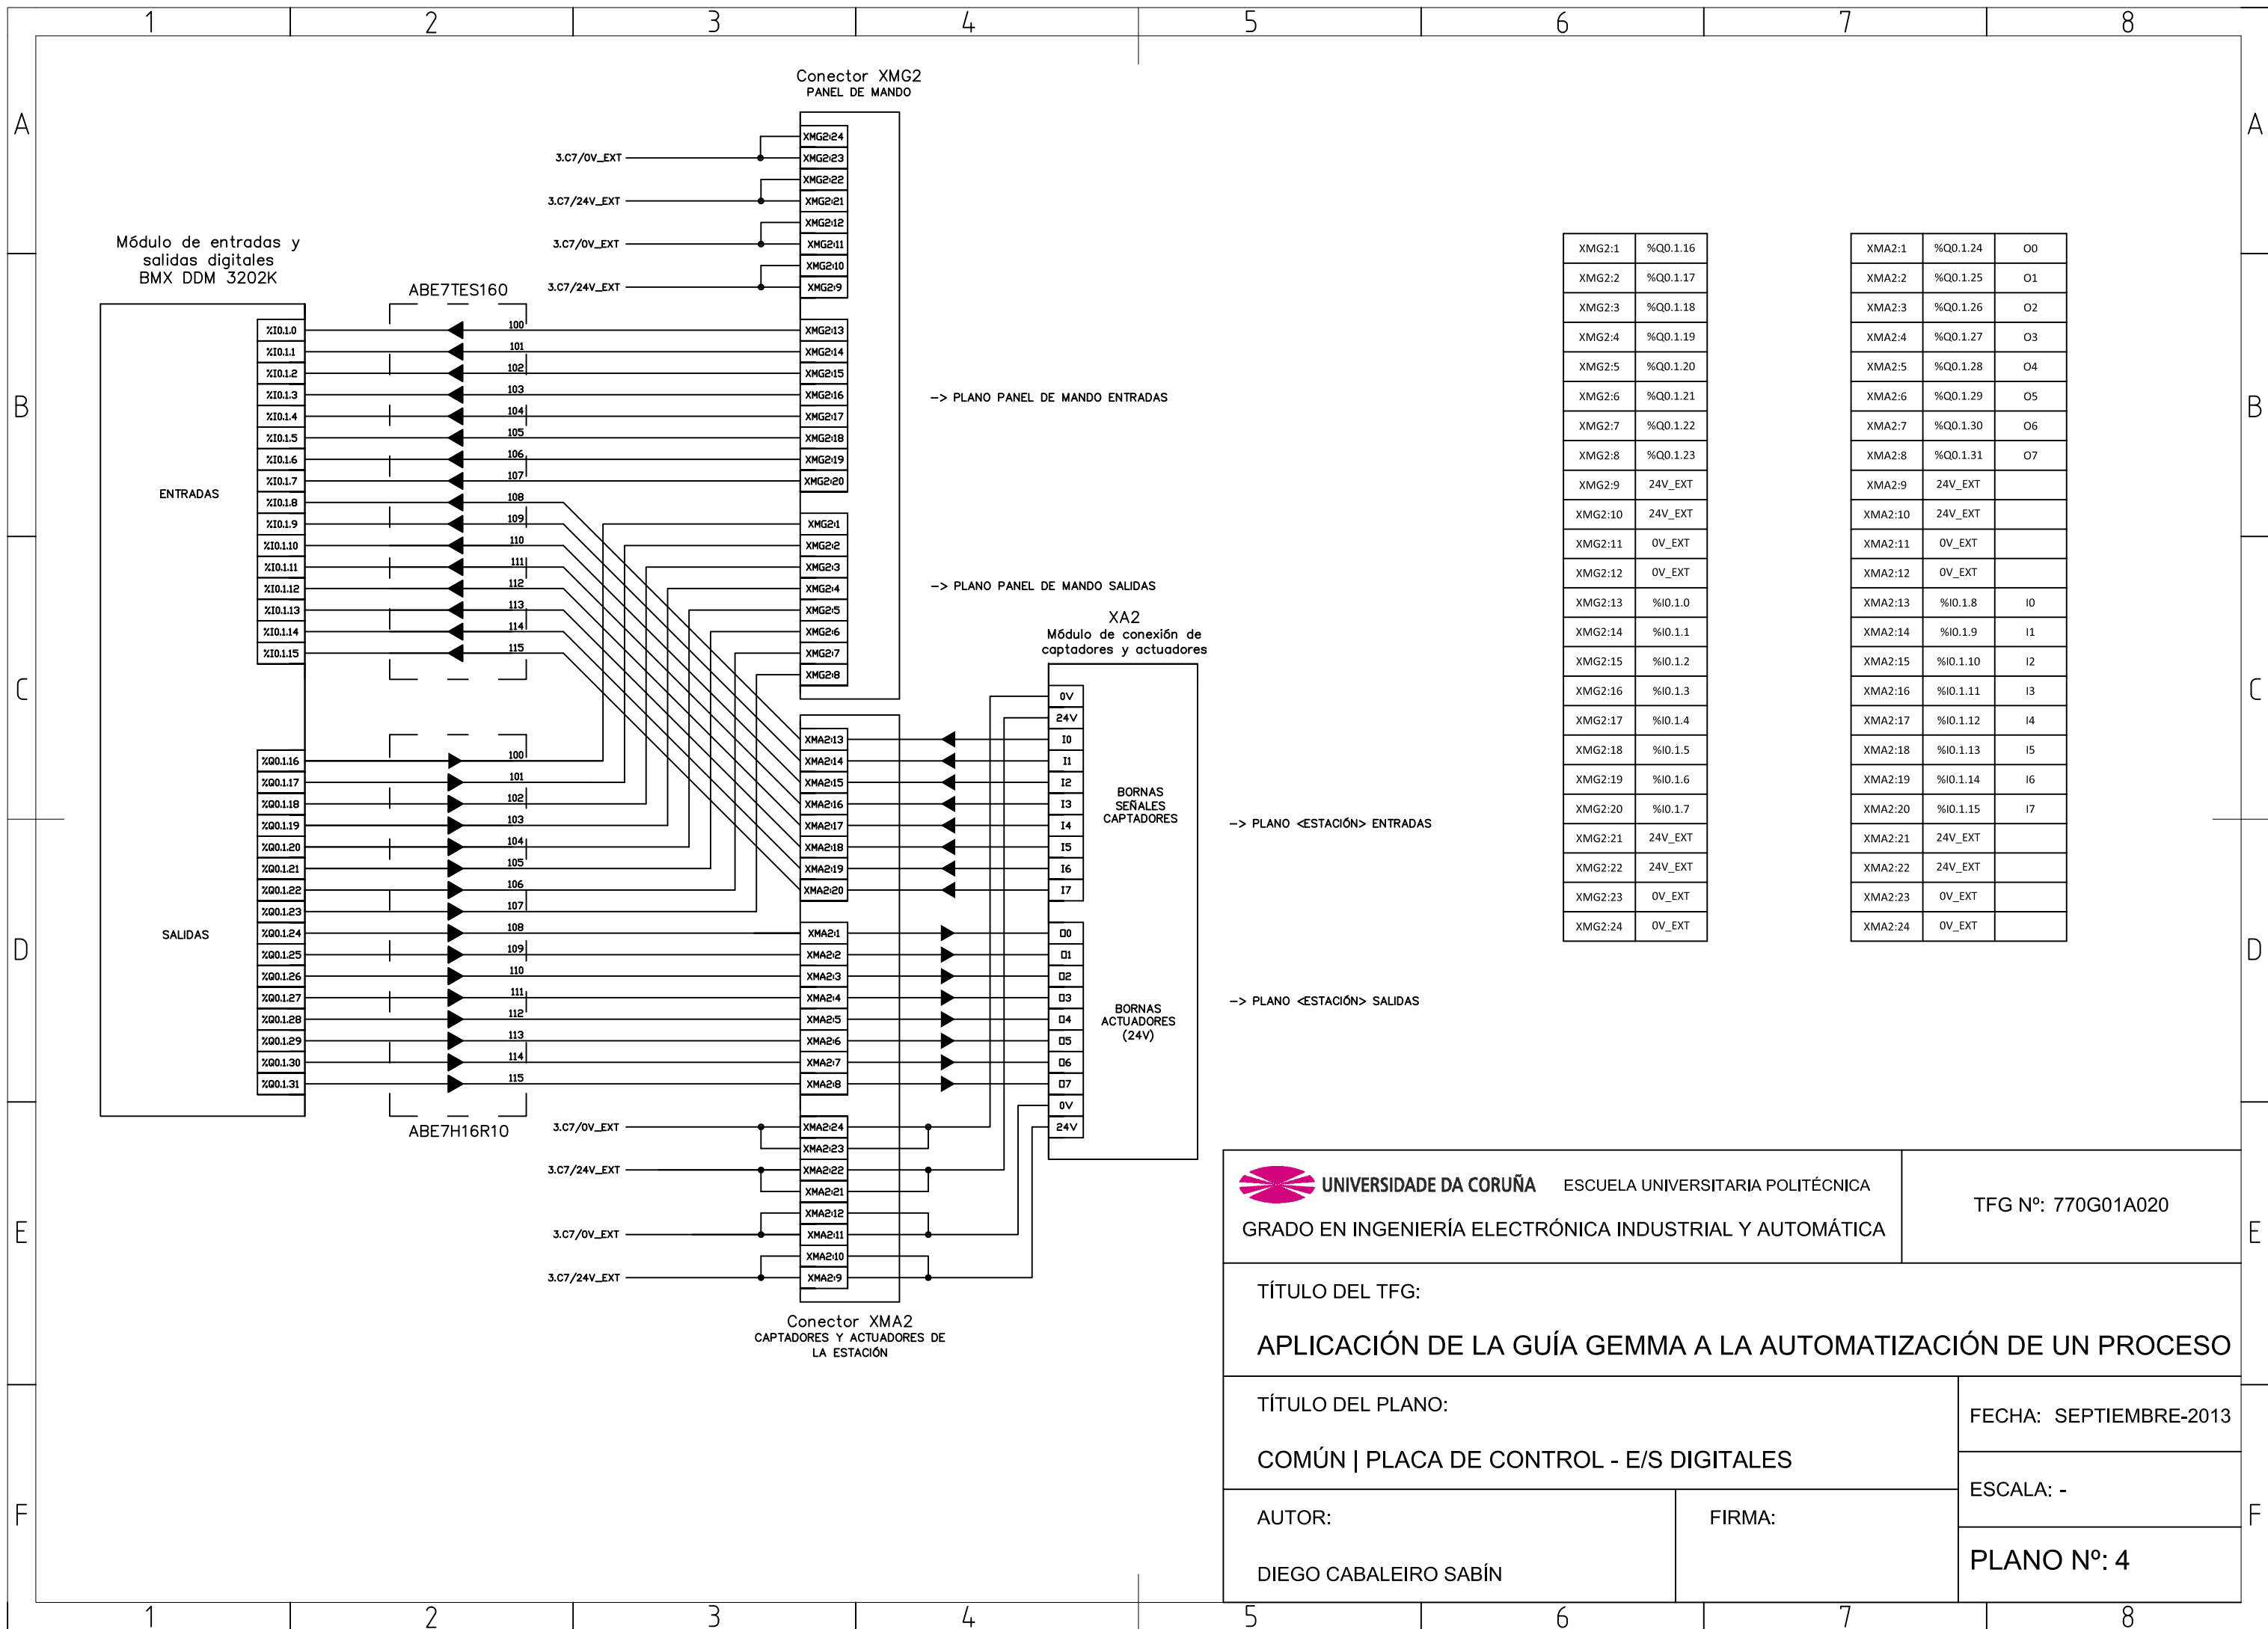 1 2 3 4 5 6 7 8
A A
B B
C C
D D
E E
F F
Conector XMG2
PANEL DE MANDO
XMG2:24
3.C7/0V_EXT XMG2:23
XMG2:22
3.C7/24V_EXT XMG2:21
XMG2:12
3.C7/0V_EXT XMG2:11
XMG2:10
3.C7/24V_EXT XMG2:9
Módulo de entradas y
salidas digitales
BMX DDM 3202K
ABE7TES160
%I0.1.0 100 XMG2:13
%I0.1.1 101 XMG2:14
%I0.1.2 102 XMG2:15
%I0.1.3 103 XMG2:16
%I0.1.4 104 XMG2:17
%I0.1.5 105 XMG2:18
%I0.1.6 106 XMG2:19
%I0.1.7 107 XMG2:20
-> PLANO PANEL DE MANDO ENTRADAS
ENTRADAS
%I0.1.8 108
%I0.1.9 109 XMG2:1
%I0.1.10 110 XMG2:2
%I0.1.11 111 XMG2:3
%I0.1.12 112 XMG2:4
%I0.1.13 113 XMG2:5
%I0.1.14 114 XMG2:6
%I0.1.15 115 XMG2:7
XMG2:8
-> PLANO PANEL DE MANDO SALIDAS
XA2
Módulo de conexión de
captadores y actuadores
0V
24V
XMA2:13 I0
%Q0.1.16 100 XMA2:14 I1
%Q0.1.17 101 XMA2:15 I2
%Q0.1.18 102 XMA2:16 I3
%Q0.1.19 103 XMA2:17 I4
%Q0.1.20 104 XMA2:18 I5
%Q0.1.21 105 XMA2:19 I6
%Q0.1.22 106 XMA2:20 I7
%Q0.1.23 107
BORNAS
SEÑALES
CAPTADORES
-> PLANO <ESTACIÓN> ENTRADAS
SALIDAS
%Q0.1.24 108 XMA2:1 O0
%Q0.1.25 109 XMA2:2 O1
%Q0.1.26 110 XMA2:3 O2
%Q0.1.27 111 XMA2:4 O3
%Q0.1.28 112 XMA2:5 O4
%Q0.1.29 113 XMA2:6 O5
%Q0.1.30 114 XMA2:7 O6
%Q0.1.31 115 XMA2:8 O7
BORNAS
ACTUADORES
(24V)
-> PLANO <ESTACIÓN> SALIDAS
0V
24V
ABE7H16R10
3.C7/0V_EXT XMA2:24
XMA2:23
3.C7/24V_EXT XMA2:22
XMA2:21
XMA2:12
3.C7/0V_EXT XMA2:11
XMA2:10
3.C7/24V_EXT XMA2:9
Conector XMA2
CAPTADORES Y ACTUADORES DE
LA ESTACIÓN
XMG2:1 %Q0.1.16
XMG2:2 %Q0.1.17
XMG2:3 %Q0.1.18
XMG2:4 %Q0.1.19
XMG2:5 %Q0.1.20
XMG2:6 %Q0.1.21
XMG2:7 %Q0.1.22
XMG2:8 %Q0.1.23
XMG2:9 24V_EXT
XMG2:10 24V_EXT
XMG2:11 0V_EXT
XMG2:12 0V_EXT
XMG2:13 %I0.1.0
XMG2:14 %I0.1.1
XMG2:15 %I0.1.2
XMG2:16 %I0.1.3
XMG2:17 %I0.1.4
XMG2:18 %I0.1.5
XMG2:19 %I0.1.6
XMG2:20 %I0.1.7
XMG2:21 24V_EXT
XMG2:22 24V_EXT
XMG2:23 0V_EXT
XMG2:24 0V_EXT
XMA2:1 %Q0.1.24 O0
XMA2:2 %Q0.1.25 O1
XMA2:3 %Q0.1.26 O2
XMA2:4 %Q0.1.27 O3
XMA2:5 %Q0.1.28 O4
XMA2:6 %Q0.1.29 O5
XMA2:7 %Q0.1.30 O6
XMA2:8 %Q0.1.31 O7
XMA2:9 24V_EXT
XMA2:10 24V_EXT
XMA2:11 0V_EXT
XMA2:12 0V_EXT
XMA2:13 %I0.1.8 I0
XMA2:14 %I0.1.9 I1
XMA2:15 %I0.1.10 I2
XMA2:16 %I0.1.11 I3
XMA2:17 %I0.1.12 I4
XMA2:18 %I0.1.13 I5
XMA2:19 %I0.1.14 I6
XMA2:20 %I0.1.15 I7
XMA2:21 24V_EXT
XMA2:22 24V_EXT
XMA2:23 0V_EXT
XMA2:24 0V_EXT
UNIVERSIDADE DA CORUÑA ESCUELA UNIVERSITARIA POLITÉCNICA
GRADO EN INGENIERÍA ELECTRÓNICA INDUSTRIAL Y AUTOMÁTICA
TFG Nº: 770G01A020
TÍTULO DEL TFG:
APLICACIÓN DE LA GUÍA GEMMA A LA AUTOMATIZACIÓN DE UN PROCESO
TÍTULO DEL PLANO:
COMÚN | PLACA DE CONTROL - E/S DIGITALES
FECHA: SEPTIEMBRE-2013
ESCALA: -
AUTOR:
DIEGO CABALEIRO SABÍN
FIRMA:
PLANO Nº: 4
1 2 3 4 5 6 7 8